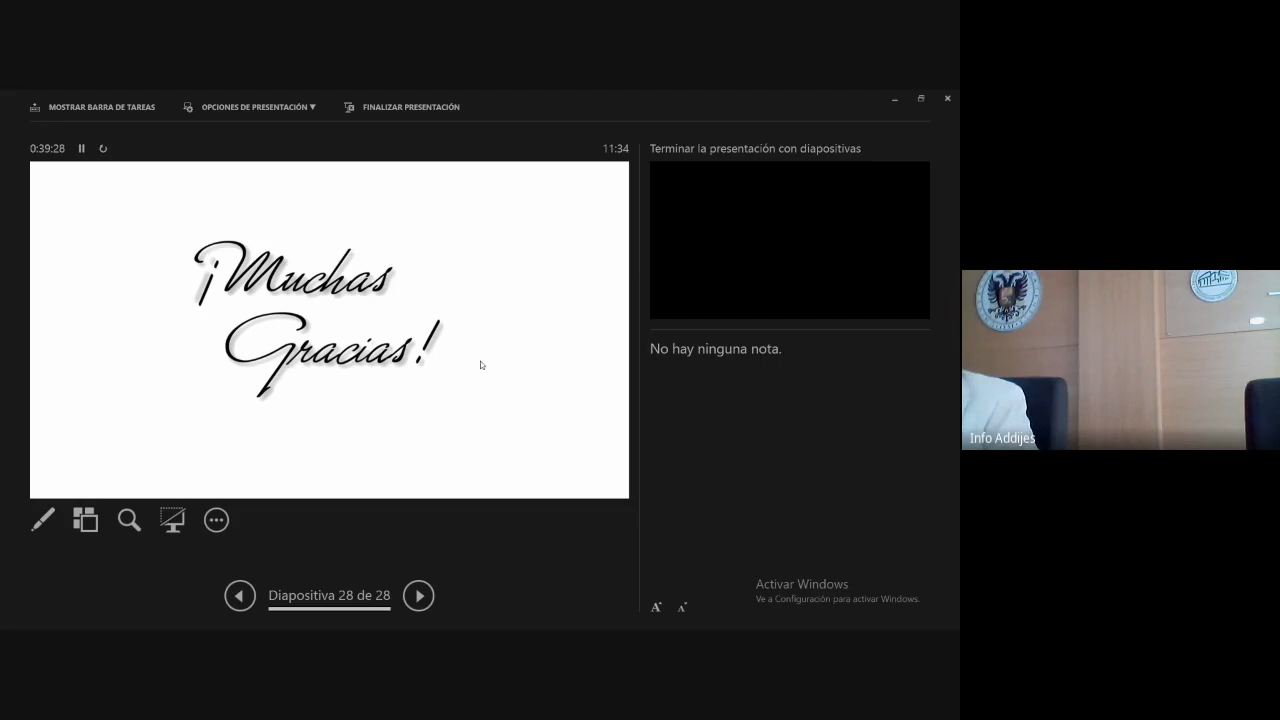 MOSTRAR BARRA DE TAREAS
OPCIONES DE PRESENTACIÓN ▼
FINALIZAR PRESENTACIÓN
0:39:28
11:34
Terminar la presentación con diapositivas
¡Muchas
Gracias!
No hay ninguna nota.
Info Addijes
Diapositiva 28 de 28
Activar Windows
Ve a Configuración para activar Windows.
A A